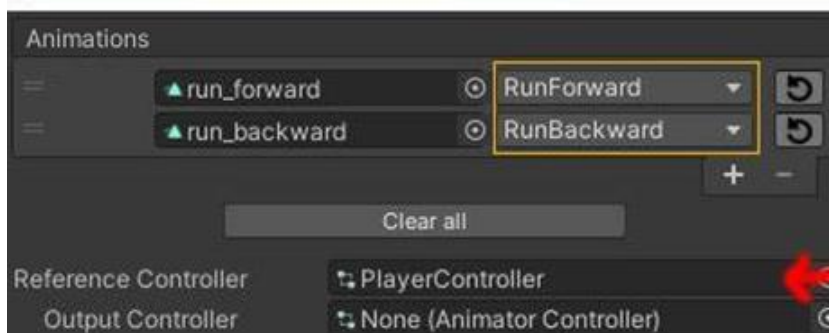 Animations
run_forward RunForward
run_backward RunBackward
+ -
Clear all
Reference Controller PlayerController
Output Controller None (Animator Controller)